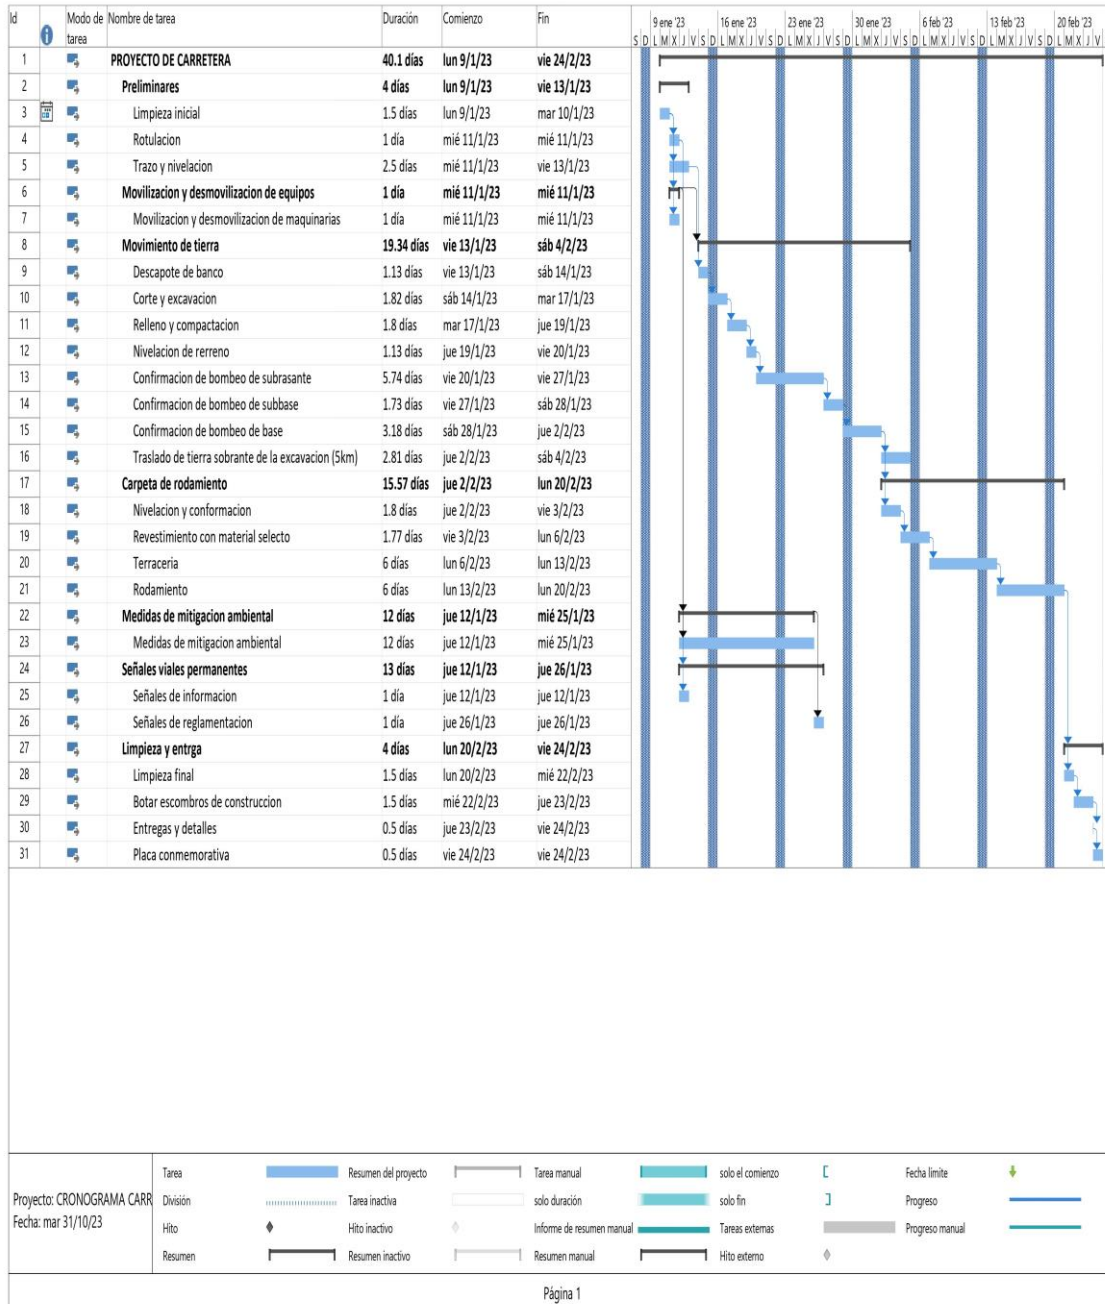 Id Modo de tarea Nombre de tarea Duración Comienzo Fin 9 ene '23 16 ene '23 23 ene '23 30 ene '23 6 feb '23 13 feb '23 20 feb '23
S D L M X J V S D L M X J V S D L M X J V S D L M X J V S D L M X J V S D L M X J V S D L M X J V
1 PROYECTO DE CARRETERA 40.1 días lun 9/1/23 vie 24/2/23
2 Preliminares 4 días lun 9/1/23 vie 13/1/23
3 Limpieza inicial 1.5 días lun 9/1/23 mar 10/1/23
4 Rotulacion 1 día mié 11/1/23 mié 11/1/23
5 Trazo y nivelacion 2.5 días mié 11/1/23 vie 13/1/23
6 Movilizacion y desmovilizacion de equipos 1 día mié 11/1/23 mié 11/1/23
7 Movilizacion y desmovilizacion de maquinarias 1 día mié 11/1/23 mié 11/1/23
8 Movimiento de tierra 19.34 días vie 13/1/23 sáb 4/2/23
9 Descapote de banco 1.13 días vie 13/1/23 sáb 14/1/23
10 Corte y excavacion 1.82 días sáb 14/1/23 mar 17/1/23
11 Relleno y compactacion 1.8 días mar 17/1/23 jue 19/1/23
12 Nivelacion de rerreno 1.13 días jue 19/1/23 vie 20/1/23
13 Confirmacion de bombeo de subrasante 5.74 días vie 20/1/23 vie 27/1/23
14 Confirmacion de bombeo de subbase 1.73 días vie 27/1/23 sáb 28/1/23
15 Confirmacion de bombeo de base 3.18 días sáb 28/1/23 jue 2/2/23
16 Traslado de tierra sobrante de la excavacion (5km) 2.81 días jue 2/2/23 sáb 4/2/23
17 Carpeta de rodamiento 15.57 días jue 2/2/23 lun 20/2/23
18 Nivelacion y conformacion 1.8 días jue 2/2/23 vie 3/2/23
19 Revestimiento con material selecto 1.77 días vie 3/2/23 lun 6/2/23
20 Terraceria 6 días lun 6/2/23 lun 13/2/23
21 Rodamiento 6 días lun 13/2/23 lun 20/2/23
22 Medidas de mitigacion ambiental 12 días jue 12/1/23 mié 25/1/23
23 Medidas de mitigacion ambiental 12 días jue 12/1/23 mié 25/1/23
24 Señales viales permanentes 13 días jue 12/1/23 jue 26/1/23
25 Señales de informacion 1 día jue 12/1/23 jue 12/1/23
26 Señales de reglamentacion 1 día jue 26/1/23 jue 26/1/23
27 Limpieza y entrga 4 días lun 20/2/23 vie 24/2/23
28 Limpieza final 1.5 días lun 20/2/23 mié 22/2/23
29 Botar escombros de construccion 1.5 días mié 22/2/23 jue 23/2/23
30 Entregas y detalles 0.5 días jue 23/2/23 vie 24/2/23
31 Placa conmemorativa 0.5 días vie 24/2/23 vie 24/2/23
Proyecto: CRONOGRAMA CARR
Fecha: mar 31/10/23
Tarea Resumen del proyecto Tarea manual solo el comienzo Fecha límite
División Tarea inactiva solo duración solo fin Progreso
Hito Hito inactivo Informe de resumen manual Tareas externas Progreso manual
Resumen Resumen inactivo Resumen manual Hito externo
Página 1